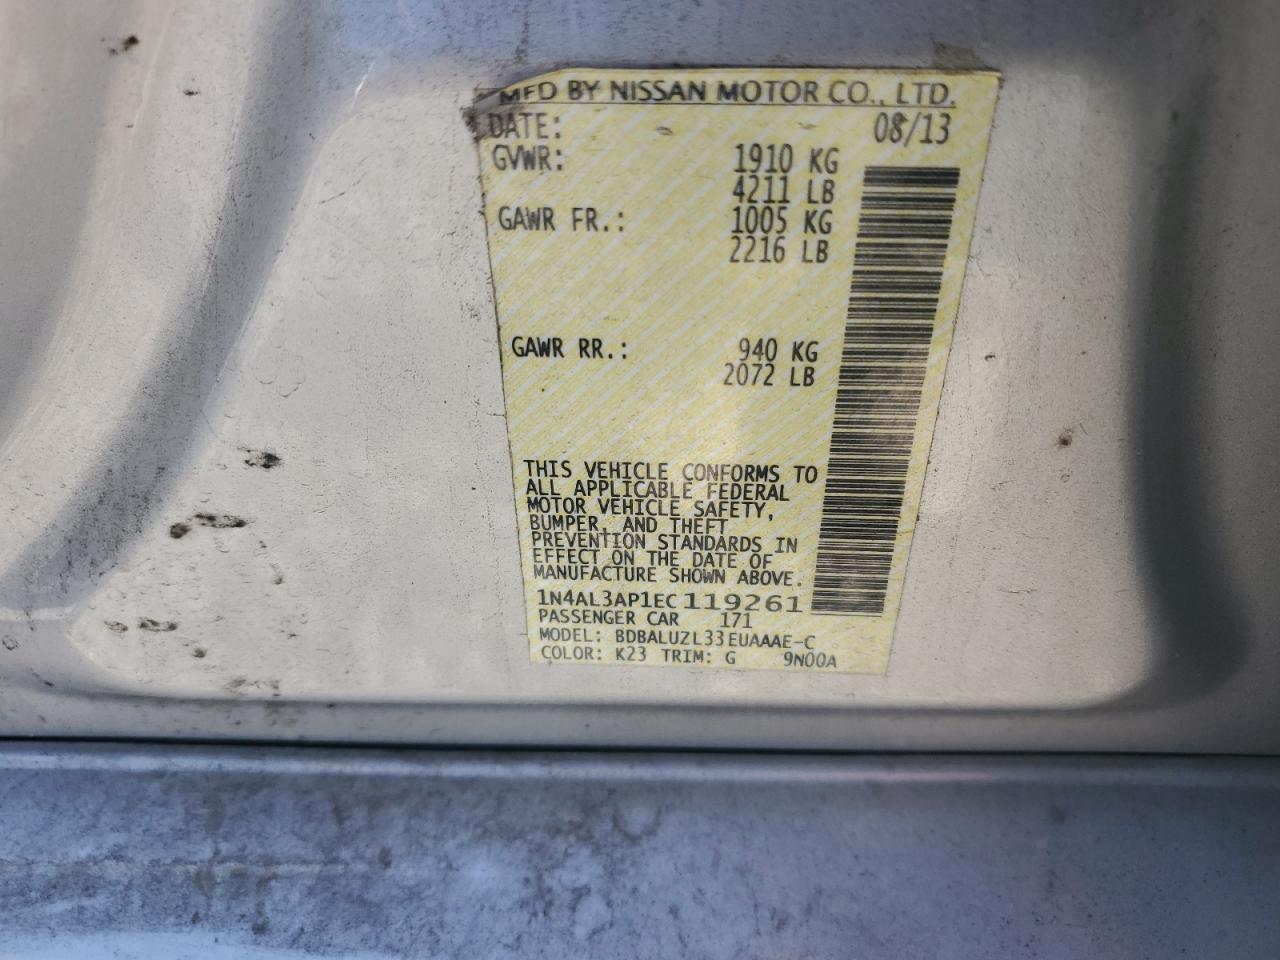 MFD BY NISSAN MOTOR CO., LTD.
DATE: 08/13
GVWR: 1910 KG
4211 LB
GAWR FR.: 1005 KG
2216 LB
GAWR RR.: 940 KG
2072 LB
THIS VEHICLE CONFORMS TO
ALL APPLICABLE FEDERAL
MOTOR VEHICLE SAFETY,
BUMPER, AND THEFT
PREVENTION STANDARDS IN
EFFECT ON THE DATE OF
MANUFACTURE SHOWN ABOVE.
1N4AL3AP1EC119261
PASSENGER CAR 171
MODEL: BDBALUZL33EUAAAE-C
COLOR: K23 TRIM: G 9N00A